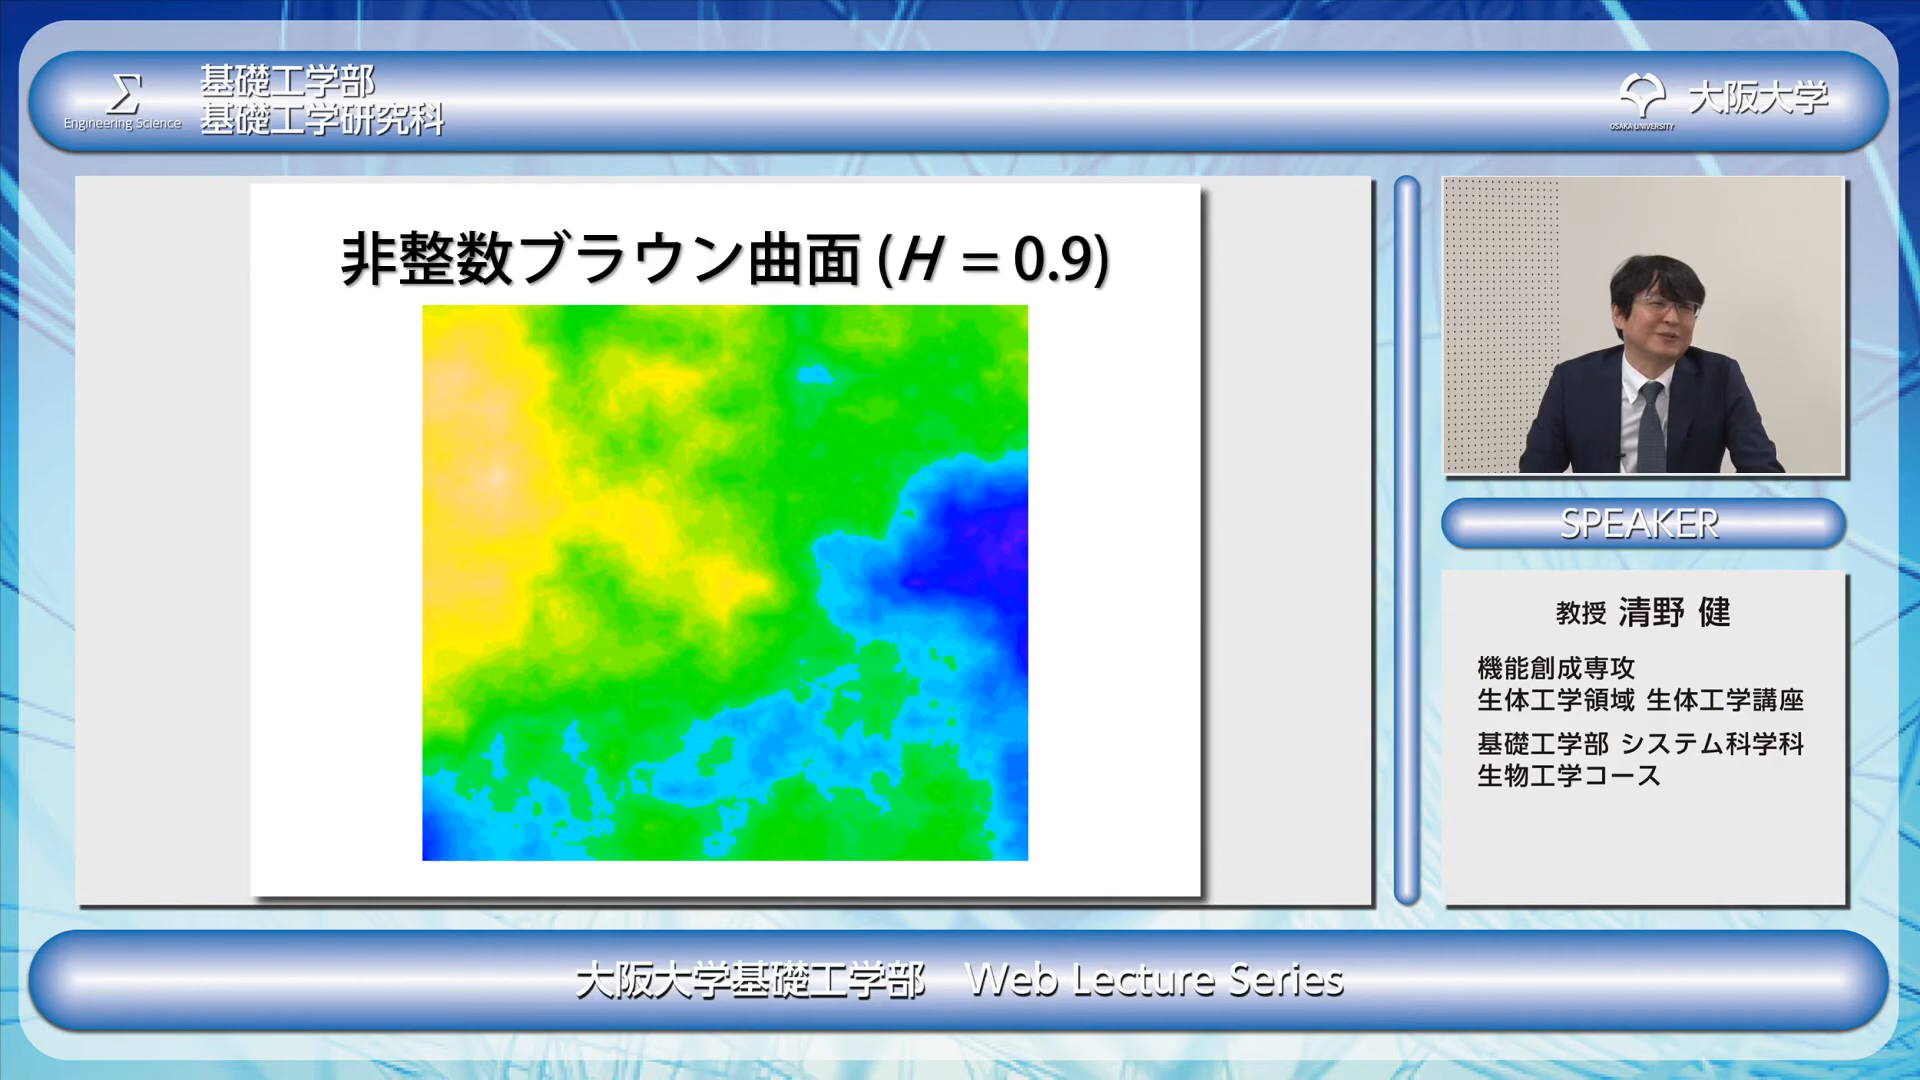 Σ
Engineering Science
基礎工学部
基礎工学研究科
OSAKA UNIVERSITY
大阪大学
非整数ブラウン曲面 (H = 0.9)
SPEAKER
教授 清野 健
機能創成専攻
生体工学領域 生体工学講座
基礎工学部 システム科学科
生物工学コース
大阪大学基礎工学部 Web Lecture Series